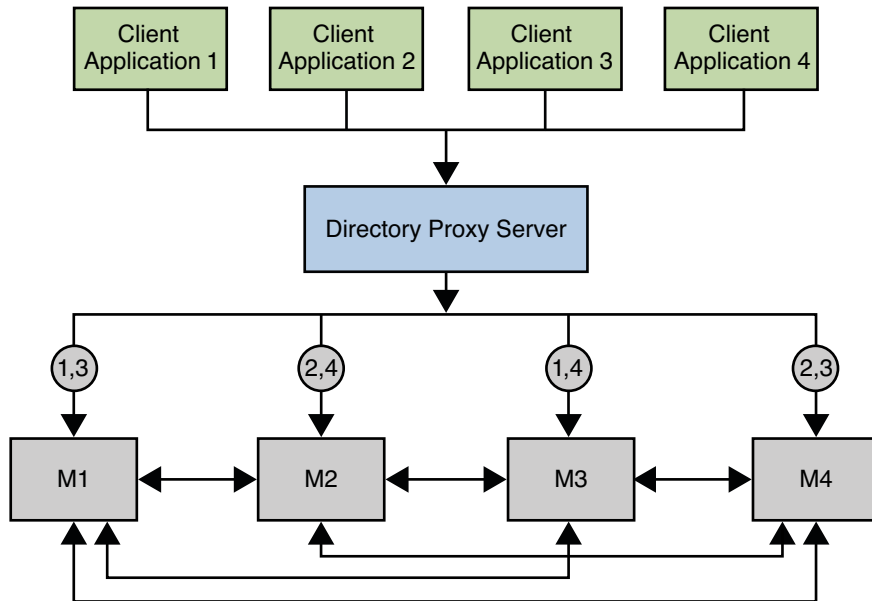 Client
Application 1
Client
Application 2
Client
Application 3
Client
Application 4
Directory Proxy Server
1,3
2,4
1,4
2,3
M1
M2
M3
M4